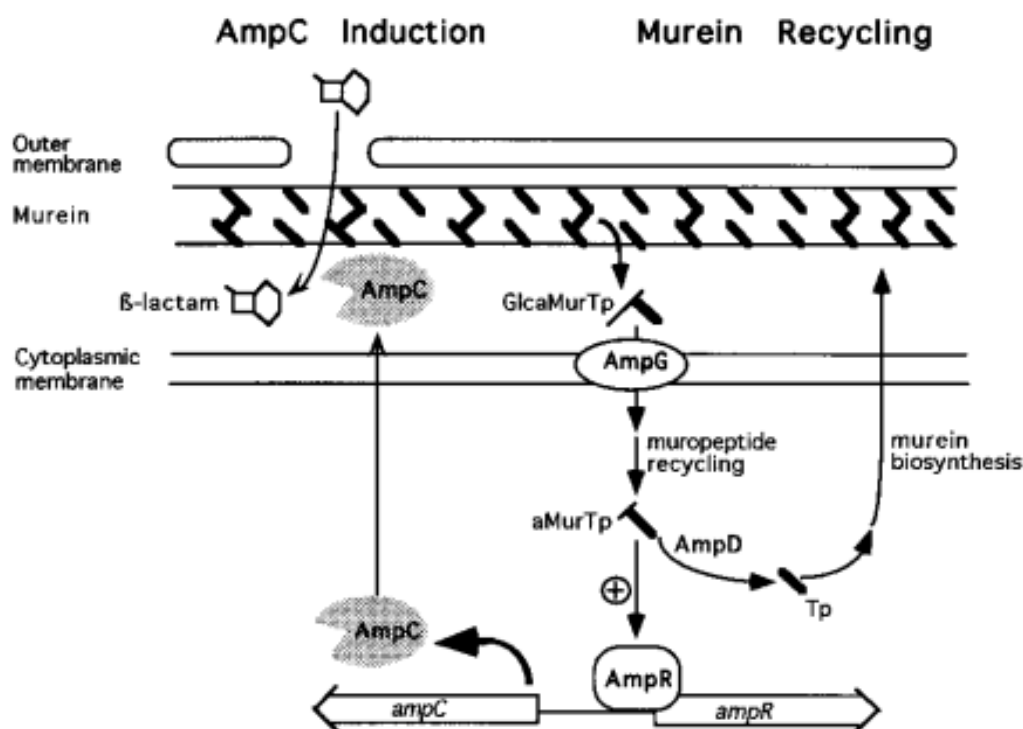 AmpC Induction
Murein Recycling
Outer
membrane
Murein
AmpC
ß-lactam
GlcaMurTp
Cytoplasmic
membrane
AmpG
muropeptide
recycling
murein
biosynthesis
aMurTp
AmpD
+
Tp
AmpC
AmpR
ampC
ampR